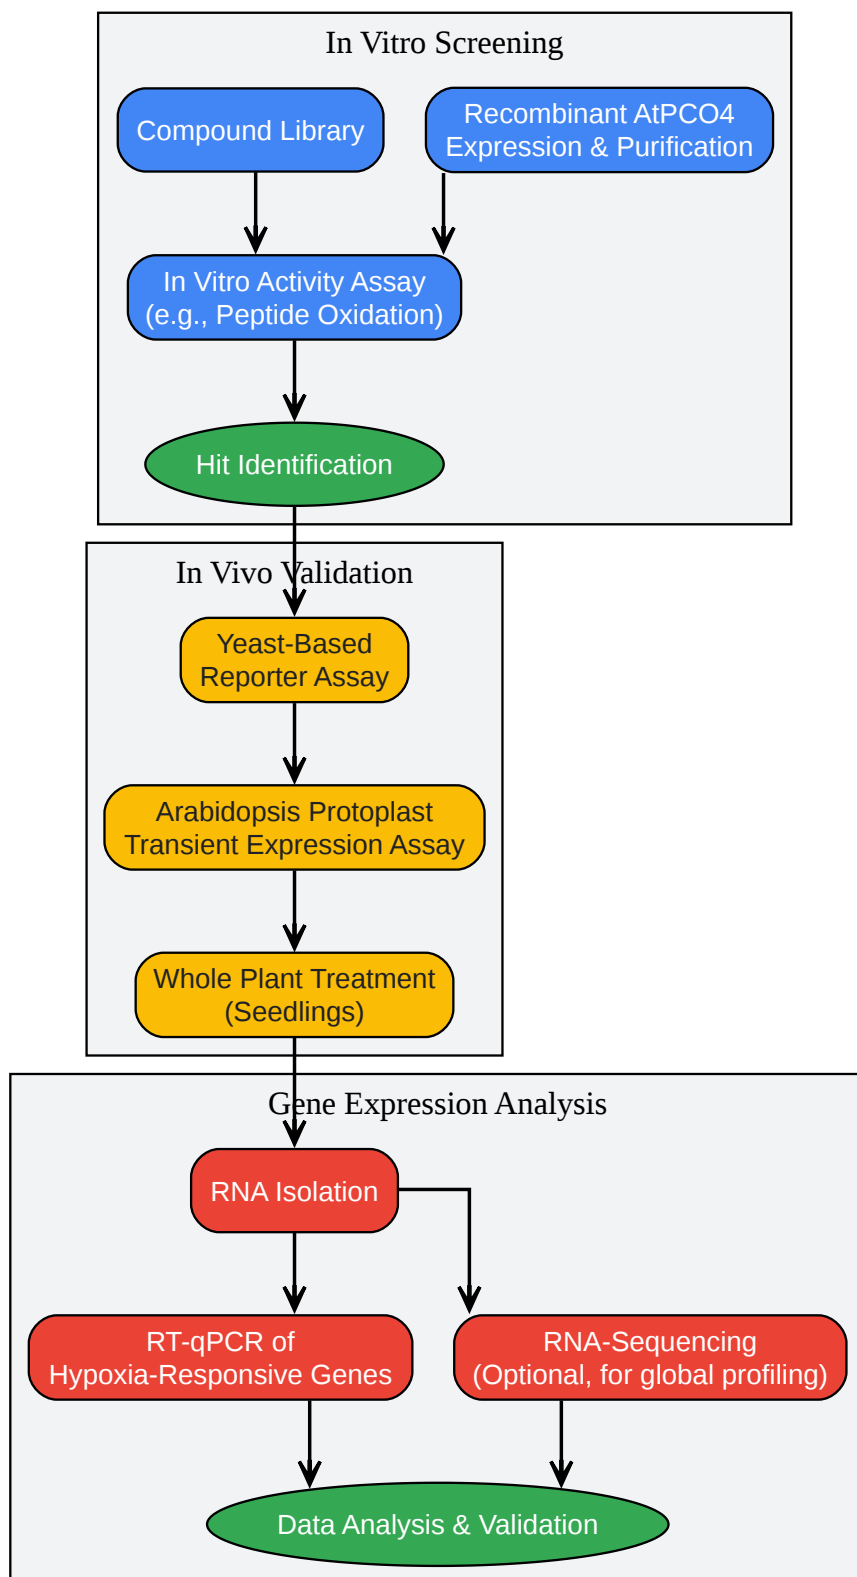 In Vitro Screening
Compound Library
Recombinant AtPCO4
Expression & Purification
In Vitro Activity Assay
(e.g., Peptide Oxidation)
Hit Identification
In Vivo Validation
Yeast-Based
Reporter Assay
Arabidopsis Protoplast
Transient Expression Assay
Whole Plant Treatment
(Seedlings)
Gene Expression Analysis
RNA Isolation
RT-qPCR of
Hypoxia-Responsive Genes
RNA-Sequencing
(Optional, for global profiling)
Data Analysis & Validation